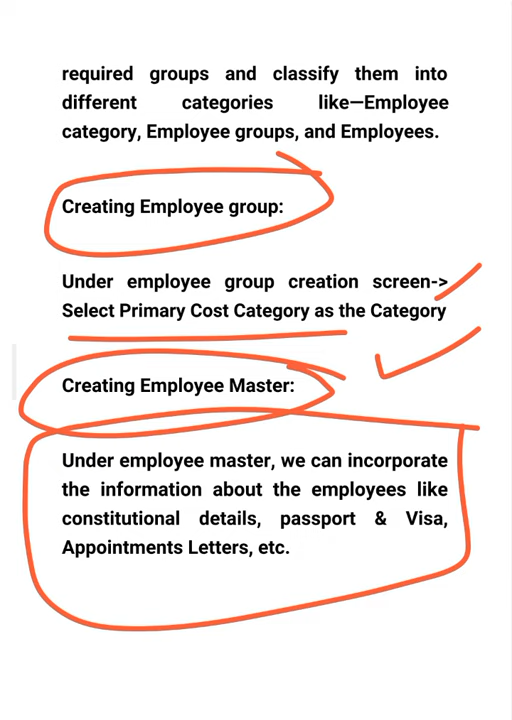 required groups and classify them into
different categories like—Employee
category, Employee groups, and Employees.
Creating Employee group:
Under employee group creation screen->
Select Primary Cost Category as the Category
Creating Employee Master:
Under employee master, we can incorporate
the information about the employees like
constitutional details, passport & Visa,
Appointments Letters, etc.